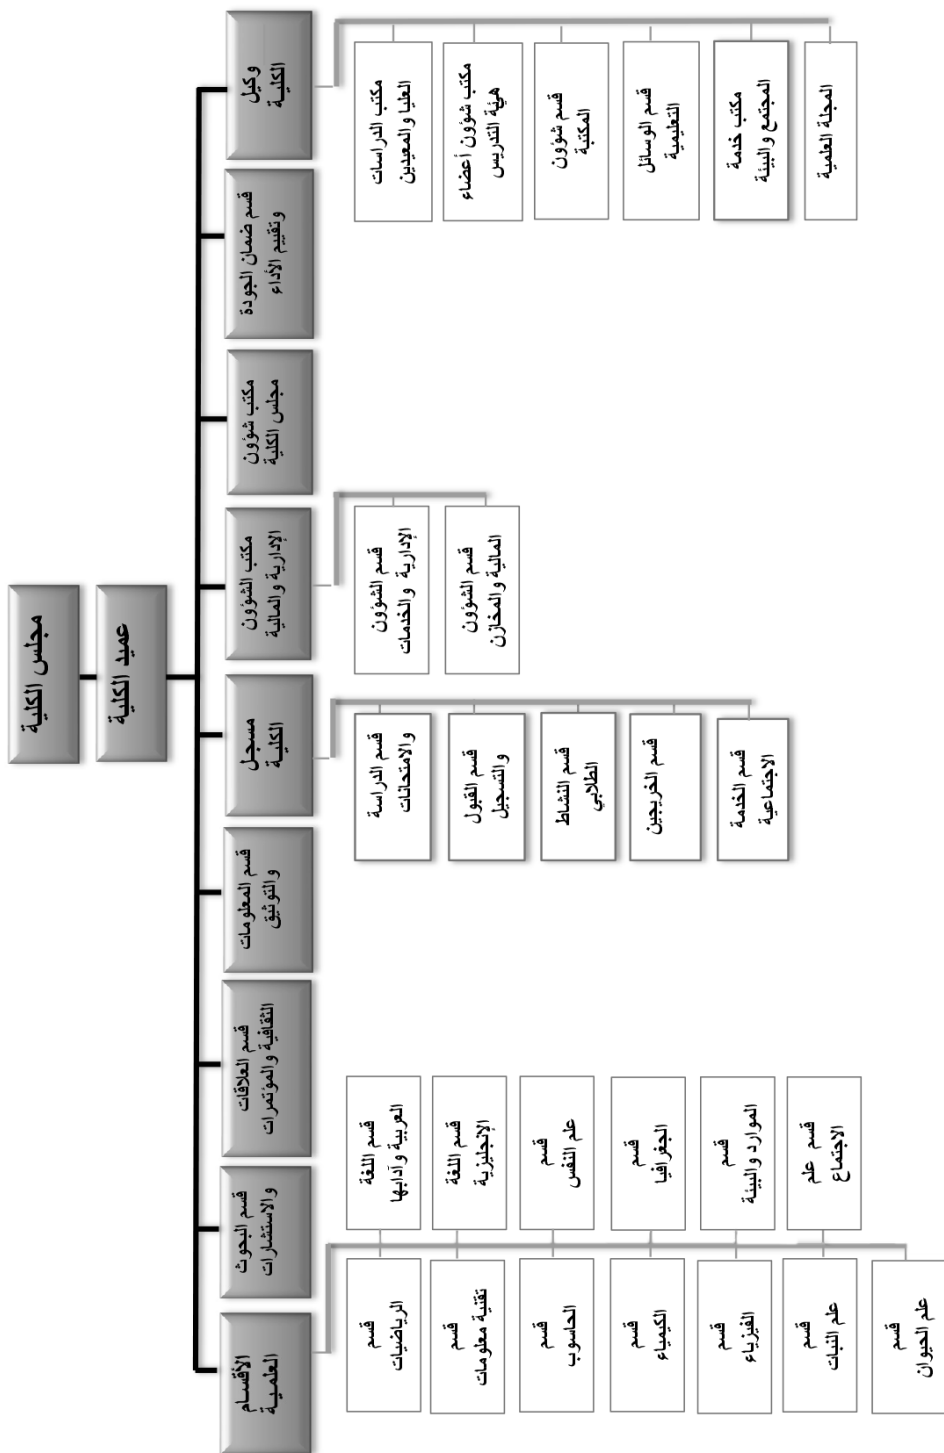 مجلس الكلية
عميد الكلية
وكيل
الكلية
قسم ضمان الجودة
وتقييم الأداء
مكتب شؤون
مجلس الكلية
مكتب الشؤون
الإدارية والمالية
مسجل
الكلية
قسم المعلومات
والتوثيق
قسم العلاقات
الثقافية والمؤتمرات
قسم البحوث
والاستشارات
الأقسام
العلمية
مكتب الدراسات
العليا والمعيدين
مكتب شؤون أعضاء
هيئة التدريس
قسم شؤون
المكتبة
قسم الوسائل
التعليمية
مكتب خدمة
المجتمع والبيئة
المجلة العلمية
قسم الشؤون
الإدارية والخدمات
قسم الشؤون
المالية والمخازن
قسم الدراسة
والامتحانات
قسم القبول
والتسجيل
قسم النشاط
الطلابي
قسم الخريجين
قسم الخدمة
الاجتماعية
قسم اللغة
العربية وآدابها
قسم اللغة
الإنجليزية
قسم
علم النفس
قسم
الجغرافيا
قسم
الموارد والبيئة
قسم علم
الاجتماع
قسم
الرياضيات
قسم
تقنية معلومات
قسم
الحاسوب
قسم
الكيمياء
قسم
الفيزياء
قسم
علم النبات
قسم
علم الحيوان